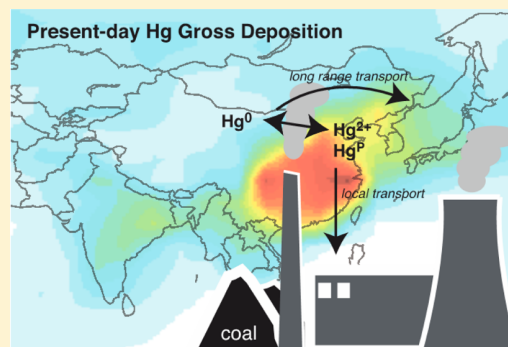 Present-day Hg Gross Deposition
long range transport
Hg⁰
Hg²⁺
Hgᴾ
local transport
coal